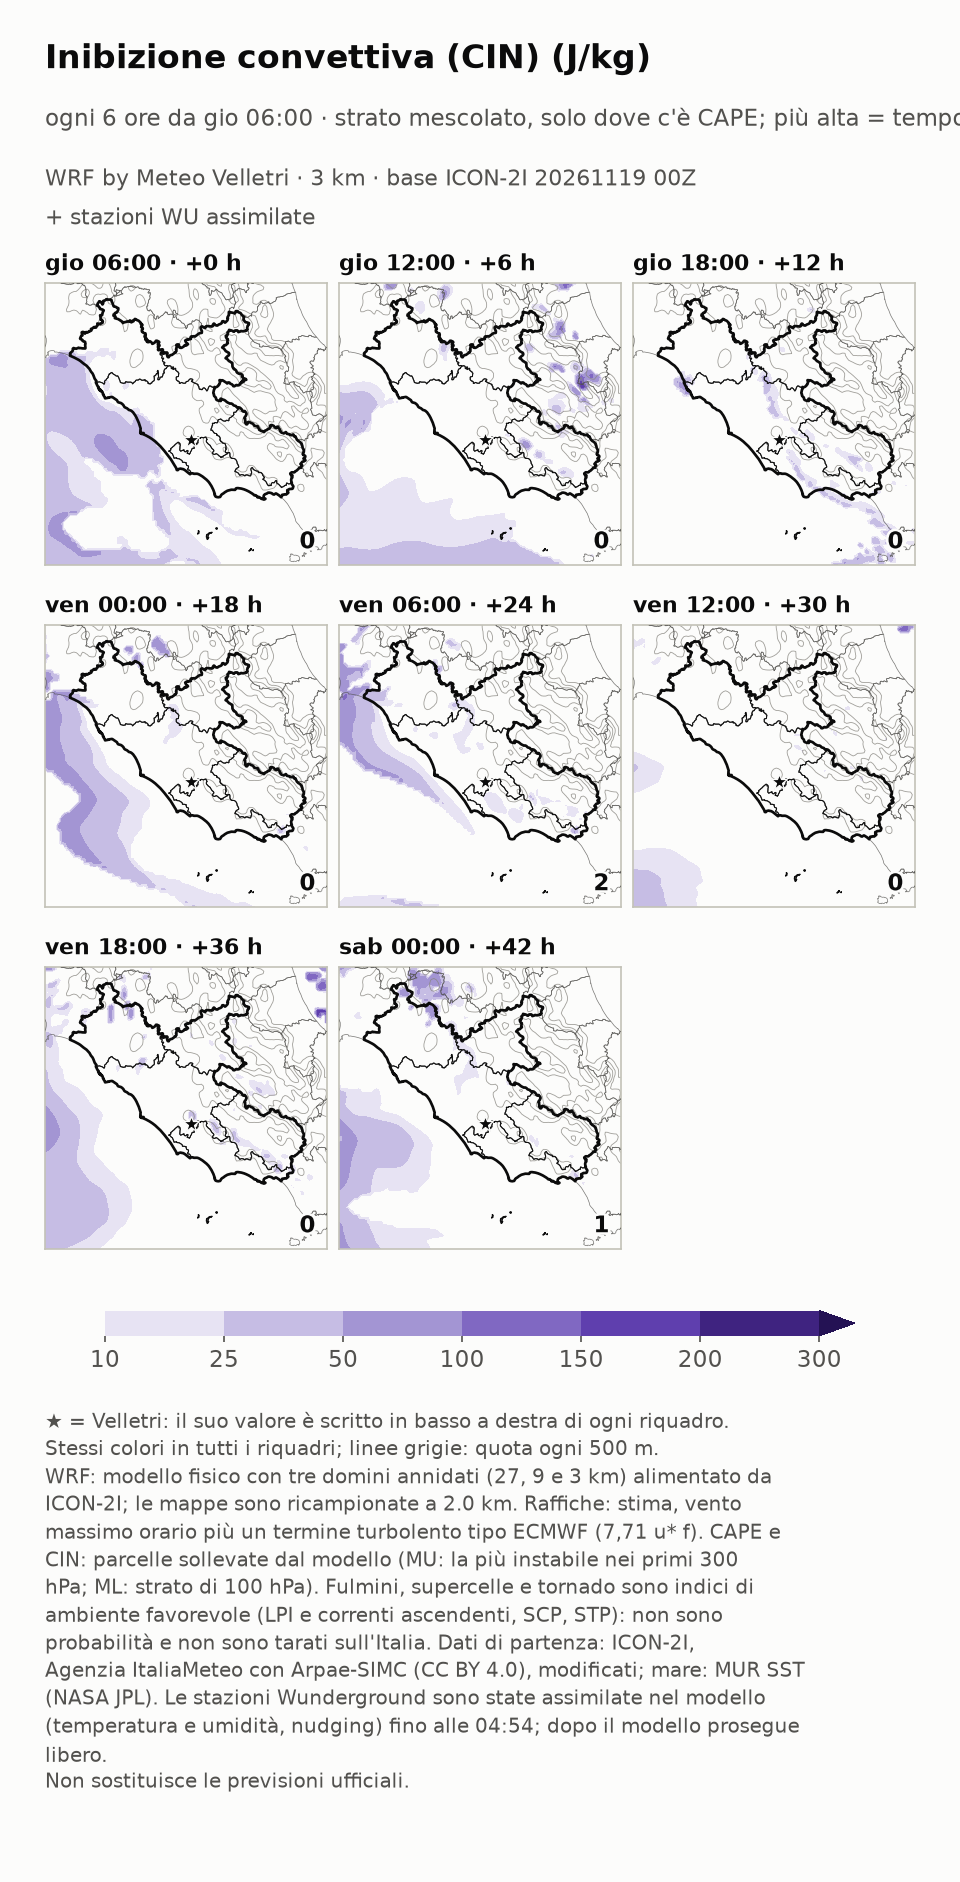 Inibizione convettiva (CIN) (J/kg)
ogni 6 ore da gio 06:00 · strato mescolato, solo dove c'è CAPE; più alta = tempo
WRF by Meteo Velletri · 3 km · base ICON-2I 20261119 00Z
+ stazioni WU assimilate
gio 06:00 · +0 h
gio 12:00 · +6 h
gio 18:00 · +12 h
0
0
0
ven 00:00 · +18 h
ven 06:00 · +24 h
ven 12:00 · +30 h
0
2
0
ven 18:00 · +36 h
sab 00:00 · +42 h
0
1
10 25 50 100 150 200 300
★ = Velletri: il suo valore è scritto in basso a destra di ogni riquadro.
Stessi colori in tutti i riquadri; linee grigie: quota ogni 500 m.
WRF: modello fisico con tre domini annidati (27, 9 e 3 km) alimentato da
ICON-2I; le mappe sono ricampionate a 2.0 km. Raffiche: stima, vento
massimo orario più un termine turbolento tipo ECMWF (7,71 u* f). CAPE e
CIN: parcelle sollevate dal modello (MU: la più instabile nei primi 300
hPa; ML: strato di 100 hPa). Fulmini, supercelle e tornado sono indici di
ambiente favorevole (LPI e correnti ascendenti, SCP, STP): non sono
probabilità e non sono tarati sull'Italia. Dati di partenza: ICON-2I,
Agenzia ItaliaMeteo con Arpae-SIMC (CC BY 4.0), modificati; mare: MUR SST
(NASA JPL). Le stazioni Wunderground sono state assimilate nel modello
(temperatura e umidità, nudging) fino alle 04:54; dopo il modello prosegue
libero.
Non sostituisce le previsioni ufficiali.